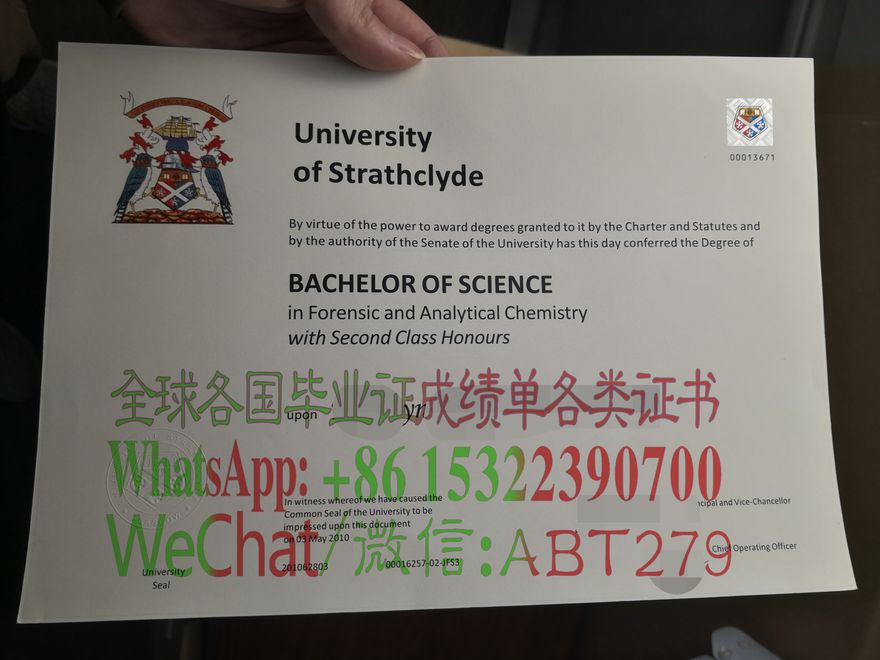 University
of Strathclyde
00013671
By virtue of the power to award degrees granted to it by the Charter and Statutes and
by the authority of the Senate of the University has this day conferred the Degree of
BACHELOR OF SCIENCE
in Forensic and Analytical Chemistry
with Second Class Honours
全球各国毕业证成绩单各类证书
upon
WhatsApp: +86 15322390700
In witness whereof we have caused the
Common Seal of the University to be
impressed upon this document
on 03 May 2010
and Vice-Chancellor
WeChat/微信:ABT279
Chief Operating Officer
201062803 00016257-02-JFS3
University
Seal